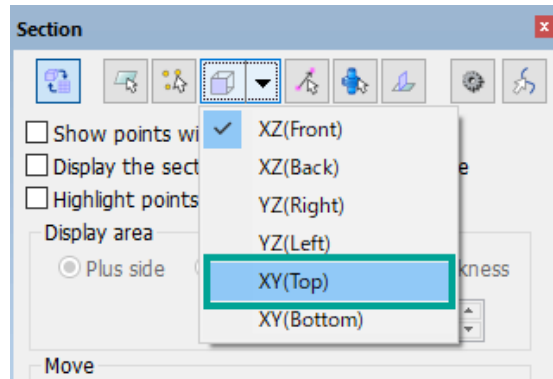 Section
Show points wi
XZ(Front)
Display the sect
XZ(Back)
e
Highlight points
YZ(Right)
Display area
YZ(Left)
Plus side
XY(Top)
kness
XY(Bottom)
Move